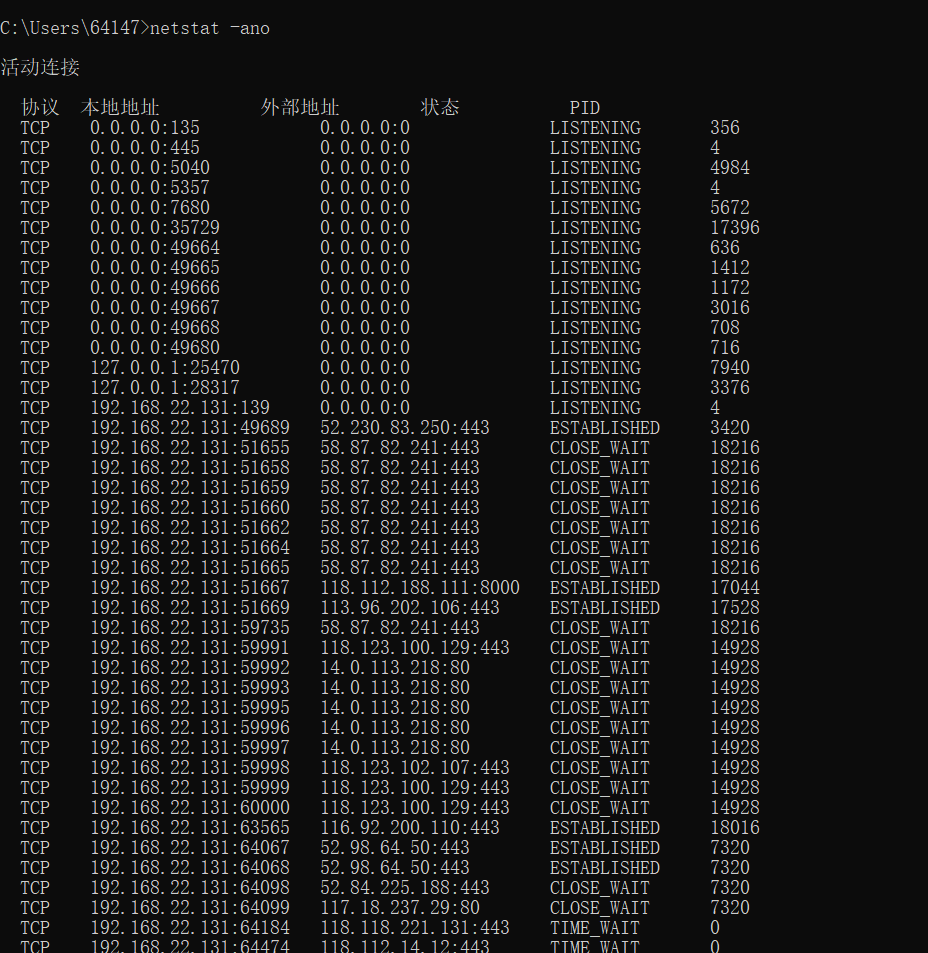 C:\Users\64147>netstat -ano
活动连接
协议 本地地址 外部地址 状态 PID
TCP 0.0.0.0:135 0.0.0.0:0 LISTENING 356
TCP 0.0.0.0:445 0.0.0.0:0 LISTENING 4
TCP 0.0.0.0:5040 0.0.0.0:0 LISTENING 4984
TCP 0.0.0.0:5357 0.0.0.0:0 LISTENING 4
TCP 0.0.0.0:7680 0.0.0.0:0 LISTENING 5672
TCP 0.0.0.0:35729 0.0.0.0:0 LISTENING 17396
TCP 0.0.0.0:49664 0.0.0.0:0 LISTENING 636
TCP 0.0.0.0:49665 0.0.0.0:0 LISTENING 1412
TCP 0.0.0.0:49666 0.0.0.0:0 LISTENING 1172
TCP 0.0.0.0:49667 0.0.0.0:0 LISTENING 3016
TCP 0.0.0.0:49668 0.0.0.0:0 LISTENING 708
TCP 0.0.0.0:49680 0.0.0.0:0 LISTENING 716
TCP 127.0.0.1:25470 0.0.0.0:0 LISTENING 7940
TCP 127.0.0.1:28317 0.0.0.0:0 LISTENING 3376
TCP 192.168.22.131:139 0.0.0.0:0 LISTENING 4
TCP 192.168.22.131:49689 52.230.83.250:443 ESTABLISHED 3420
TCP 192.168.22.131:51655 58.87.82.241:443 CLOSE_WAIT 18216
TCP 192.168.22.131:51658 58.87.82.241:443 CLOSE_WAIT 18216
TCP 192.168.22.131:51659 58.87.82.241:443 CLOSE_WAIT 18216
TCP 192.168.22.131:51660 58.87.82.241:443 CLOSE_WAIT 18216
TCP 192.168.22.131:51662 58.87.82.241:443 CLOSE_WAIT 18216
TCP 192.168.22.131:51664 58.87.82.241:443 CLOSE_WAIT 18216
TCP 192.168.22.131:51665 58.87.82.241:443 CLOSE_WAIT 18216
TCP 192.168.22.131:51667 118.112.188.111:8000 ESTABLISHED 17044
TCP 192.168.22.131:51669 113.96.202.106:443 ESTABLISHED 17528
TCP 192.168.22.131:59735 58.87.82.241:443 CLOSE_WAIT 18216
TCP 192.168.22.131:59991 118.123.100.129:443 CLOSE_WAIT 14928
TCP 192.168.22.131:59992 14.0.113.218:80 CLOSE_WAIT 14928
TCP 192.168.22.131:59993 14.0.113.218:80 CLOSE_WAIT 14928
TCP 192.168.22.131:59995 14.0.113.218:80 CLOSE_WAIT 14928
TCP 192.168.22.131:59996 14.0.113.218:80 CLOSE_WAIT 14928
TCP 192.168.22.131:59997 14.0.113.218:80 CLOSE_WAIT 14928
TCP 192.168.22.131:59998 118.123.102.107:443 CLOSE_WAIT 14928
TCP 192.168.22.131:59999 118.123.100.129:443 CLOSE_WAIT 14928
TCP 192.168.22.131:60000 118.123.100.129:443 CLOSE_WAIT 14928
TCP 192.168.22.131:63565 116.92.200.110:443 ESTABLISHED 18016
TCP 192.168.22.131:64067 52.98.64.50:443 ESTABLISHED 7320
TCP 192.168.22.131:64068 52.98.64.50:443 ESTABLISHED 7320
TCP 192.168.22.131:64098 52.84.225.188:443 CLOSE_WAIT 7320
TCP 192.168.22.131:64099 117.18.237.29:80 CLOSE_WAIT 7320
TCP 192.168.22.131:64184 118.118.221.131:443 TIME_WAIT 0
TCP 192.168.22.131:64474 118.112.14.12:443 TIME_WAIT 0